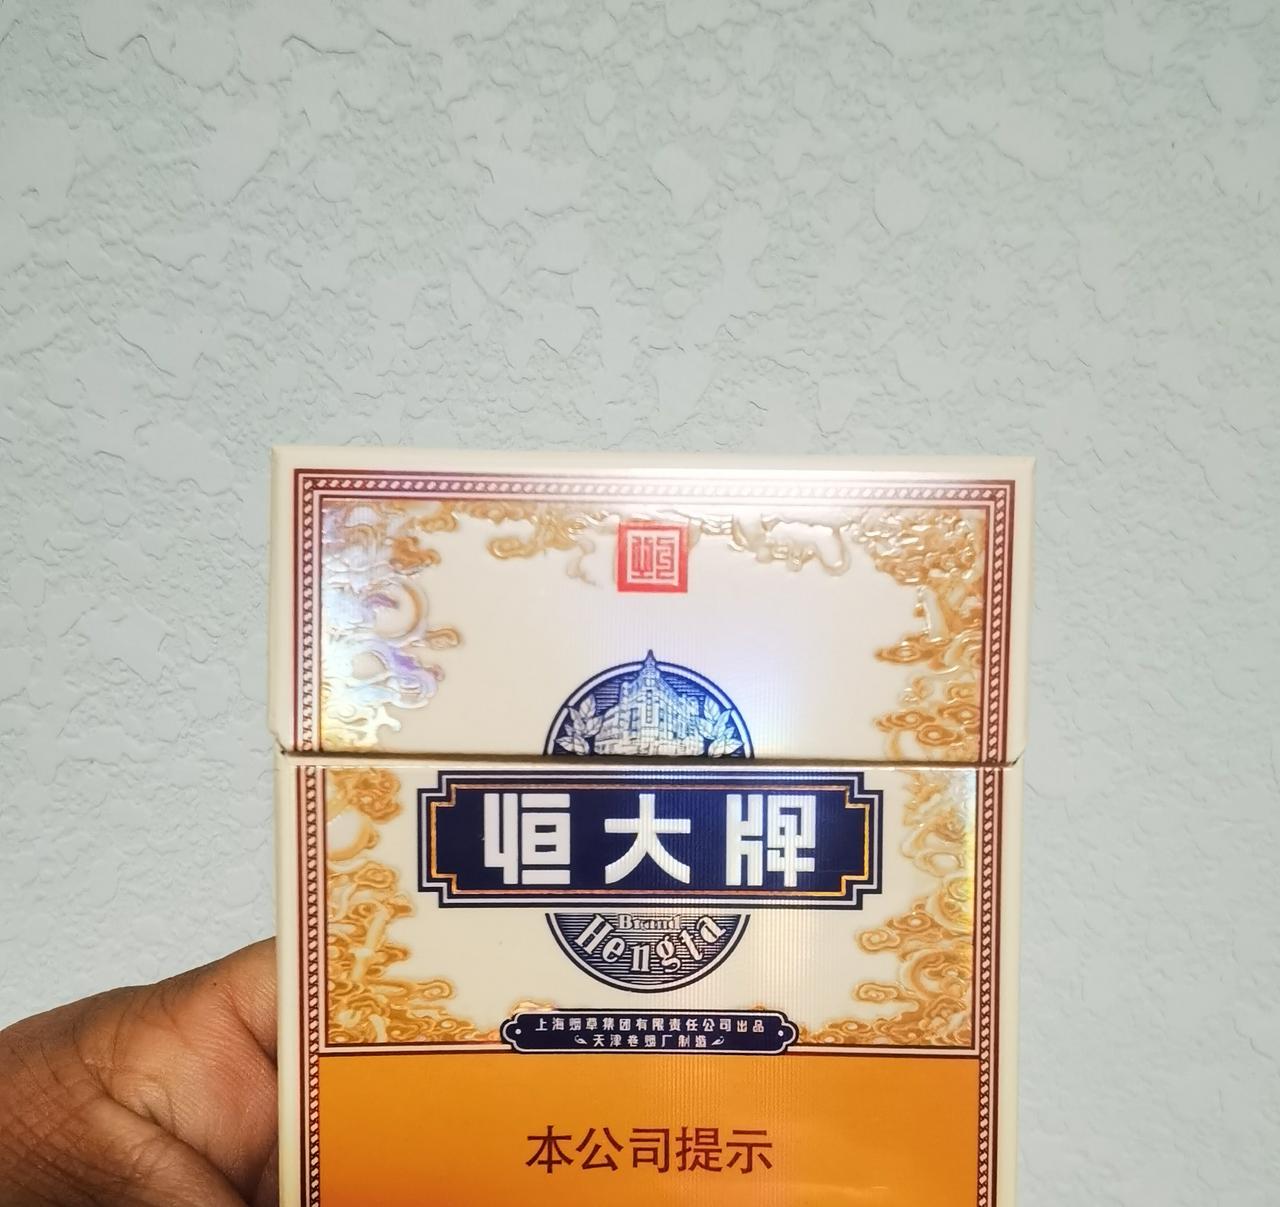 恒大牌
Brand
Hengta
上海烟草集团有限责任公司出品
天津卷烟厂制造
本公司提示